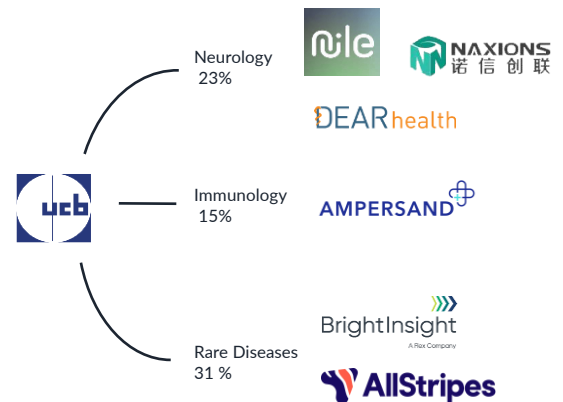 Neurology
23%
Nile
NAXIONS
诺信创联
DEARhealth
ucb
Immunology
15%
AMPERSAND
BrightInsight
A Flex Company
Rare Diseases
31 %
AllStripes